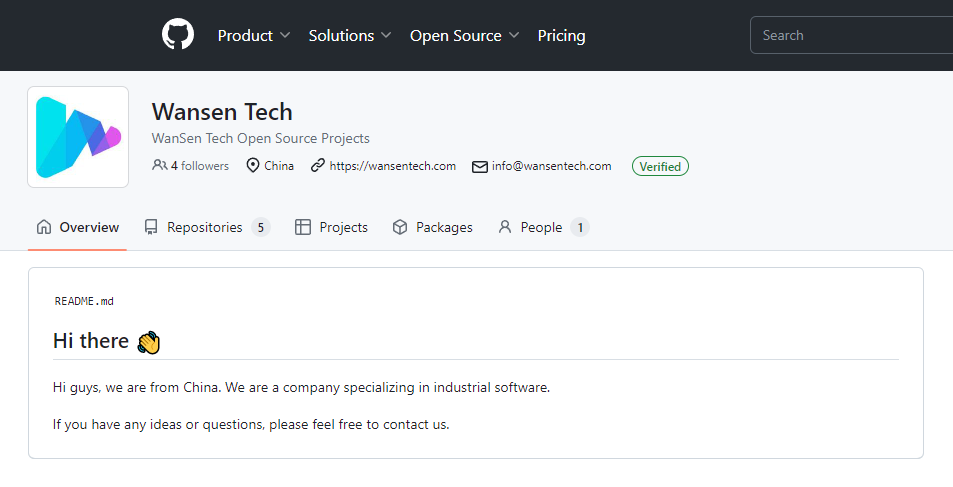 Product Solutions Open Source Pricing Search
Wansen Tech
WanSen Tech Open Source Projects
4 followers China https://wansentech.com info@wansentech.com Verified
Overview Repositories 5 Projects Packages People 1
README.md
Hi there 👋
Hi guys, we are from China. We are a company specializing in industrial software.
If you have any ideas or questions, please feel free to contact us.